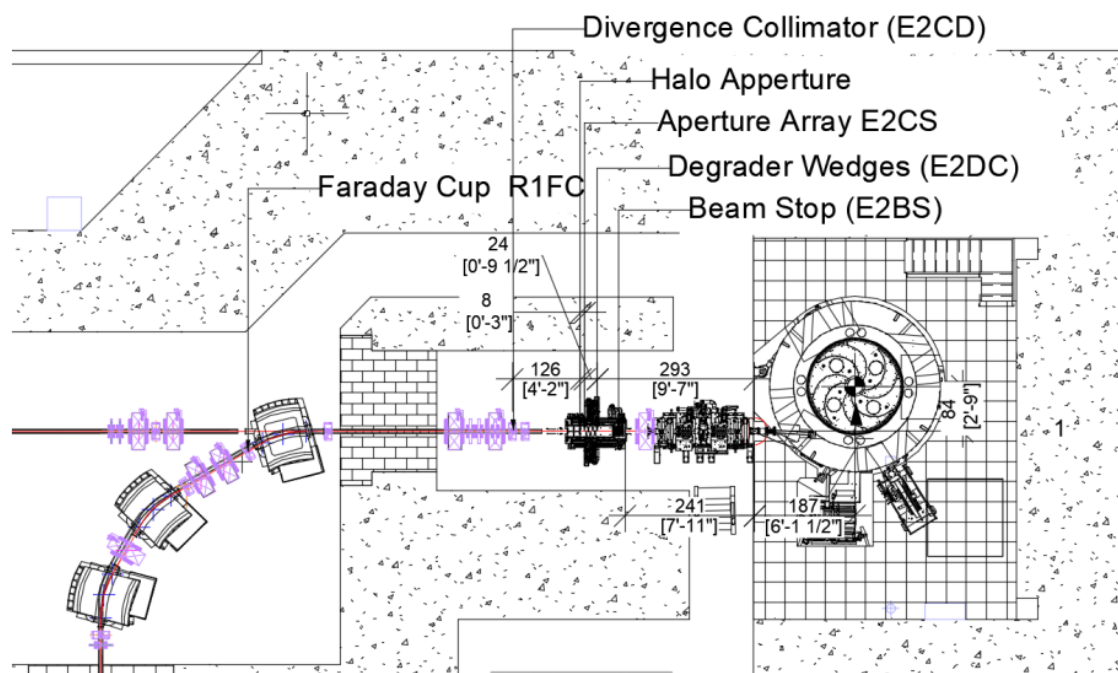 Divergence Collimator (E2CD)
Halo Apperture
Aperture Array E2CS
Degrader Wedges (E2DC)
Faraday Cup R1FC
Beam Stop (E2BS)
24
[0'-9 1/2"]
8
[0'-3"]
126
[4'-2"]
293
[9'-7"]
84
[2'-9"]
1
241
[7'-11"]
187
[6'-1 1/2"]